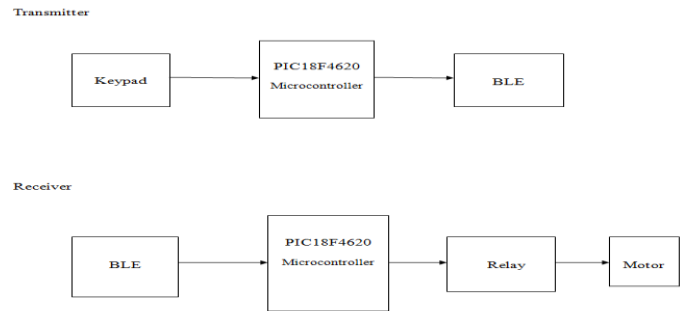 Transmitter
Keypad
PIC18F4620
Microcontroller
BLE
Receiver
BLE
PIC18F4620
Microcontroller
Relay
Motor